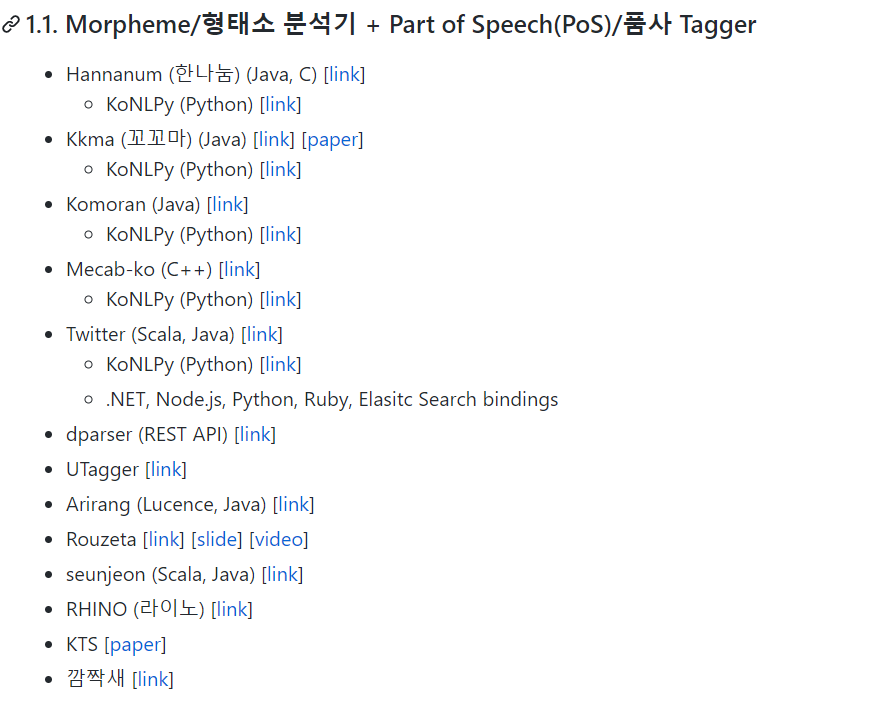 1.1. Morpheme/형태소 분석기 + Part of Speech(PoS)/품사 Tagger
Hannanum (한나눔) (Java, C) [link]
KoNLPy (Python) [link]
Kkma (꼬꼬마) (Java) [link] [paper]
KoNLPy (Python) [link]
Komoran (Java) [link]
KoNLPy (Python) [link]
Mecab-ko (C++) [link]
KoNLPy (Python) [link]
Twitter (Scala, Java) [link]
KoNLPy (Python) [link]
.NET, Node.js, Python, Ruby, Elasitc Search bindings
dparser (REST API) [link]
UTagger [link]
Arirang (Lucence, Java) [link]
Rouzeta [link] [slide] [video]
seunjeon (Scala, Java) [link]
RHINO (라이노) [link]
KTS [paper]
깜짝새 [link]